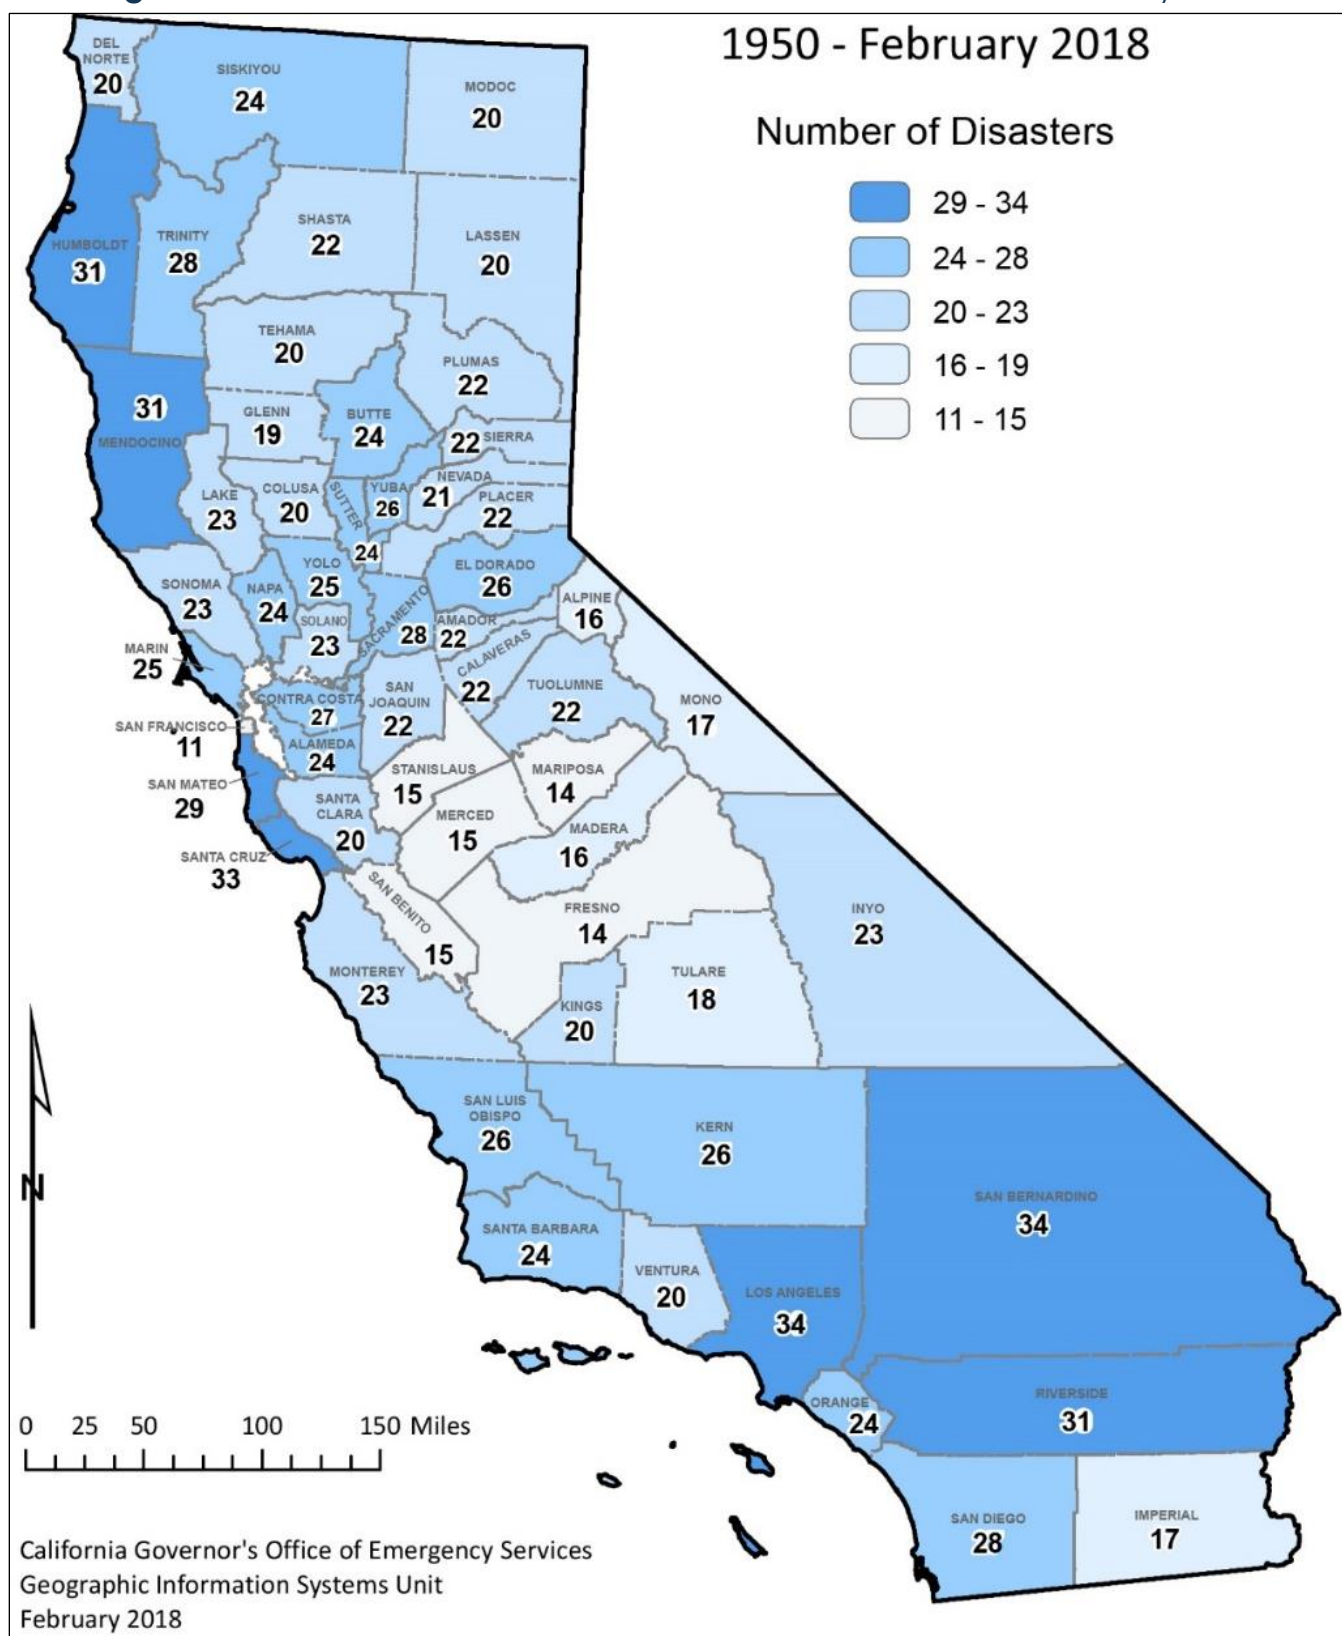 1950 - February 2018
Number of Disasters
29 - 34
24 - 28
20 - 23
16 - 19
11 - 15
DEL
NORTE
20
SISKIYOU
24
MODOC
20
HUMBOLDT
31
TRINITY
28
SHASTA
22
LASSEN
20
TEHAMA
20
PLUMAS
22
31
MENDOCINO
GLENN
19
BUTTE
24
22 SIERRA
LAKE
23
COLUSA
20
SUTTER
24
YUBA
26
NEVADA
21
PLACER
22
SONOMA
23
NAPA
24
YOLO
25
SOLANO
23
SACRAMENTO
28
EL DORADO
26
AMADOR
22
ALPINE
16
CALAVERAS
22
MARIN
25
CONTRA COSTA
27
SAN
JOAQUIN
22
TUOLUMNE
22
MONO
17
SAN FRANCISCO
11
ALAMEDA
24
STANISLAUS
15
MARIPOSA
14
SAN MATEO
29
SANTA
CLARA
20
MERCED
15
MADERA
16
SANTA CRUZ
33
SAN BENITO
15
FRESNO
14
INYO
23
MONTEREY
23
KINGS
20
TULARE
18
SAN LUIS
OBISPO
26
KERN
26
SAN BERNARDINO
34
SANTA BARBARA
24
VENTURA
20
LOS ANGELES
34
ORANGE
24
RIVERSIDE
31
SAN DIEGO
28
IMPERIAL
17
N
0 25 50 100 150 Miles
California Governor's Office of Emergency Services
Geographic Information Systems Unit
February 2018